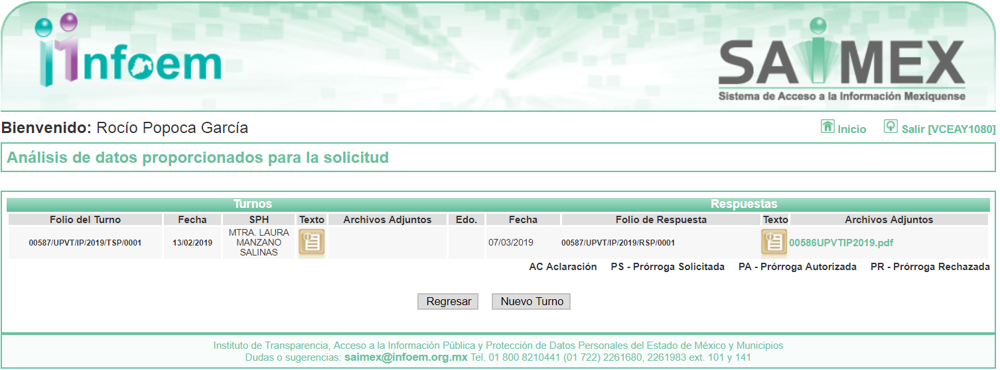 infoem
SAIMEX
Sistema de Acceso a la Información Mexiquense
Bienvenido: Rocío Popoca García
Inicio
Salir [VCEAY1080]
Análisis de datos proporcionados para la solicitud
Turnos
Respuestas
Folio del Turno Fecha SPH Texto Archivos Adjuntos Edo. Fecha Folio de Respuesta Texto Archivos Adjuntos
00587/UPVT/IP/2019/TSP/0001 13/02/2019
MTRA. LAURA
MANZANO
SALINAS
07/03/2019 00587/UPVT/IP/2019/RSP/0001 00586UPVTIP2019.pdf
AC Aclaración PS - Prórroga Solicitada PA - Prórroga Autorizada PR - Prórroga Rechazada
Regresar Nuevo Turno
Instituto de Transparencia, Acceso a la Información Pública y Protección de Datos Personales del Estado de México y Municipios
Dudas o sugerencias: saimex@infoem.org.mx Tel. 01 800 8210441 (01 722) 2261680, 2261983 ext. 101 y 141